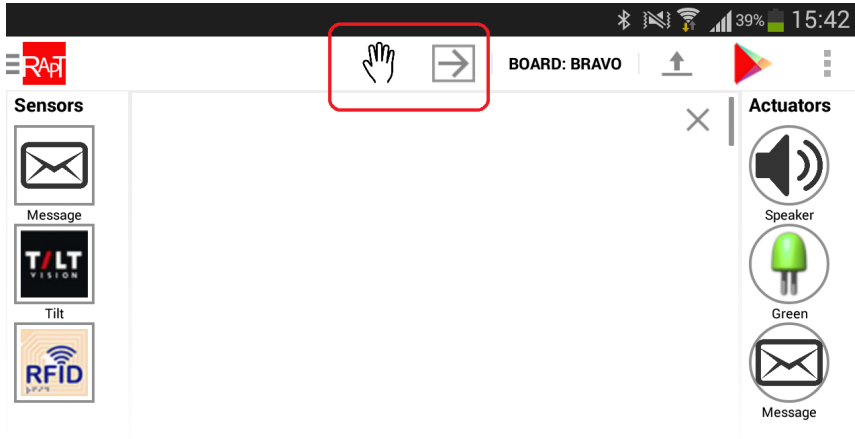 39% 15:42
RAPT
BOARD: BRAVO
Sensors
Actuators
Message
Speaker
TILT
VISION
Tilt
Green
RFID
Message